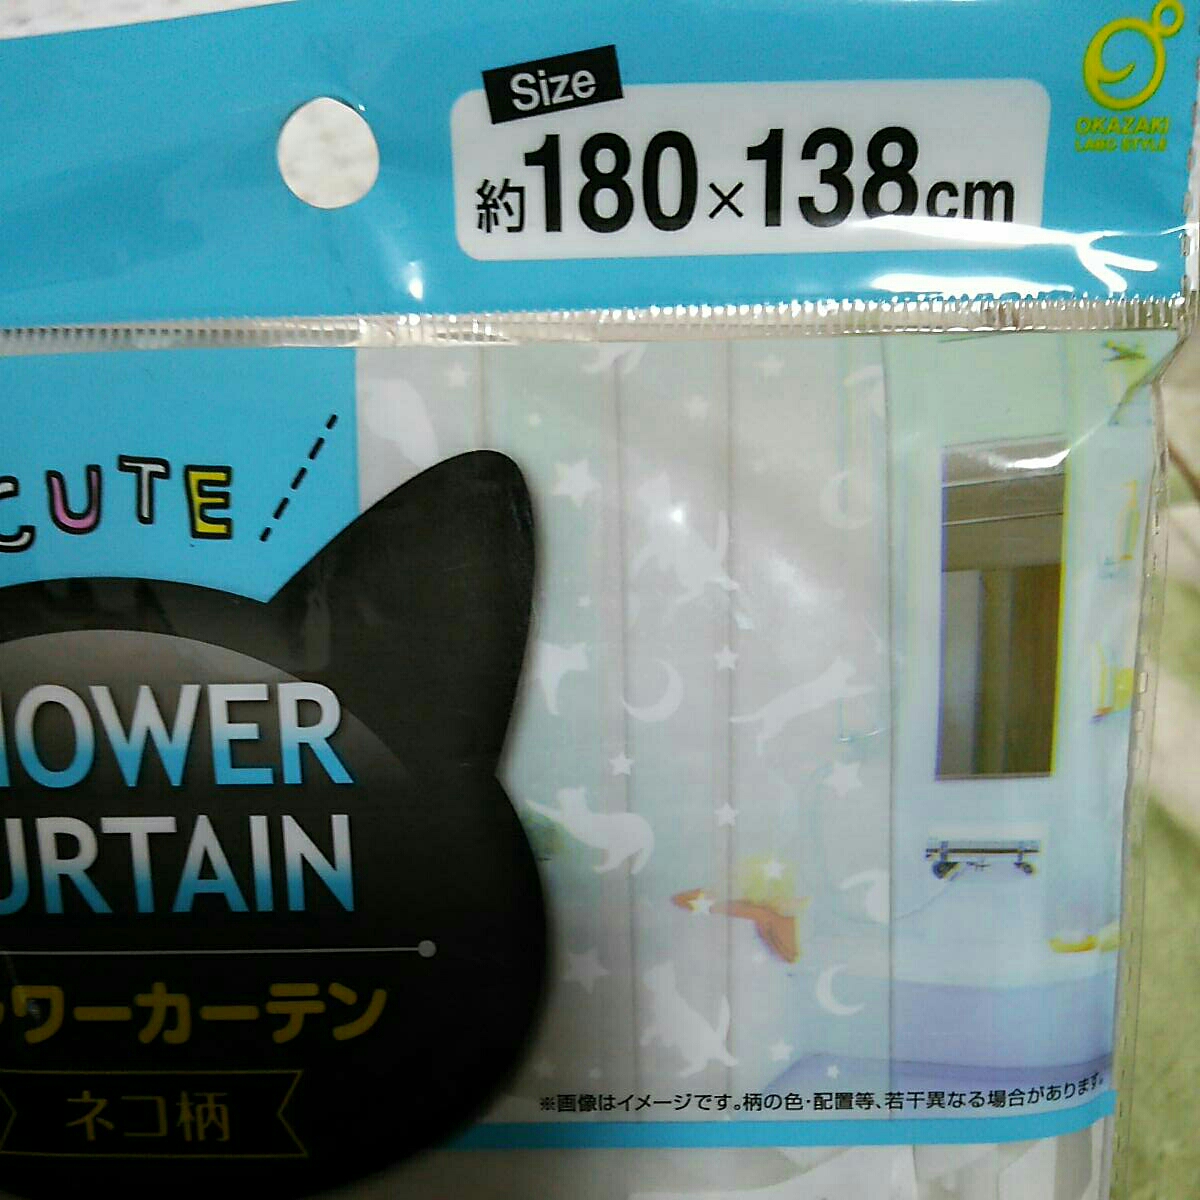 Size
約180×138cm
OKAZAKI
LABO STYLE
CUTE
HOWER
URTAIN
ャワーカーテン
ネコ柄
※画像はイメージです。柄の色・配置等、若干異なる場合があります。